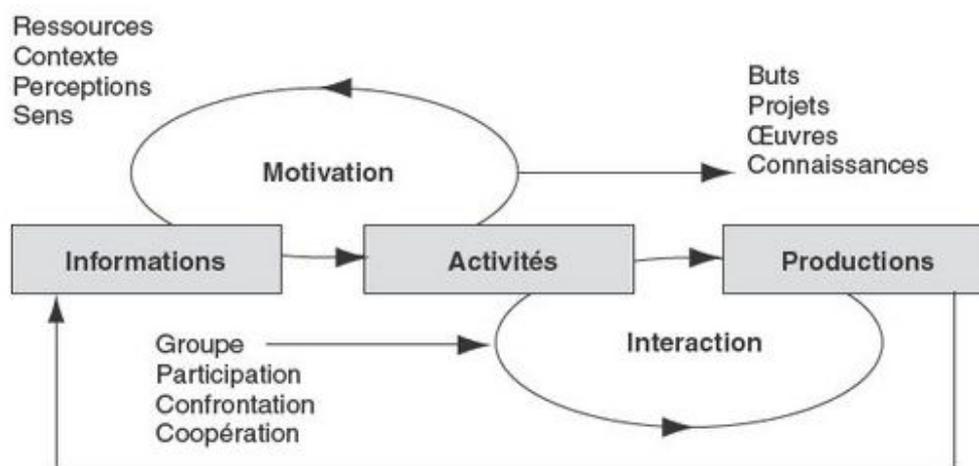 Ressources
Contexte
Perceptions
Sens
Buts
Projets
Œuvres
Connaissances
Motivation
Informations
Activités
Productions
Groupe
Participation
Confrontation
Coopération
Interaction